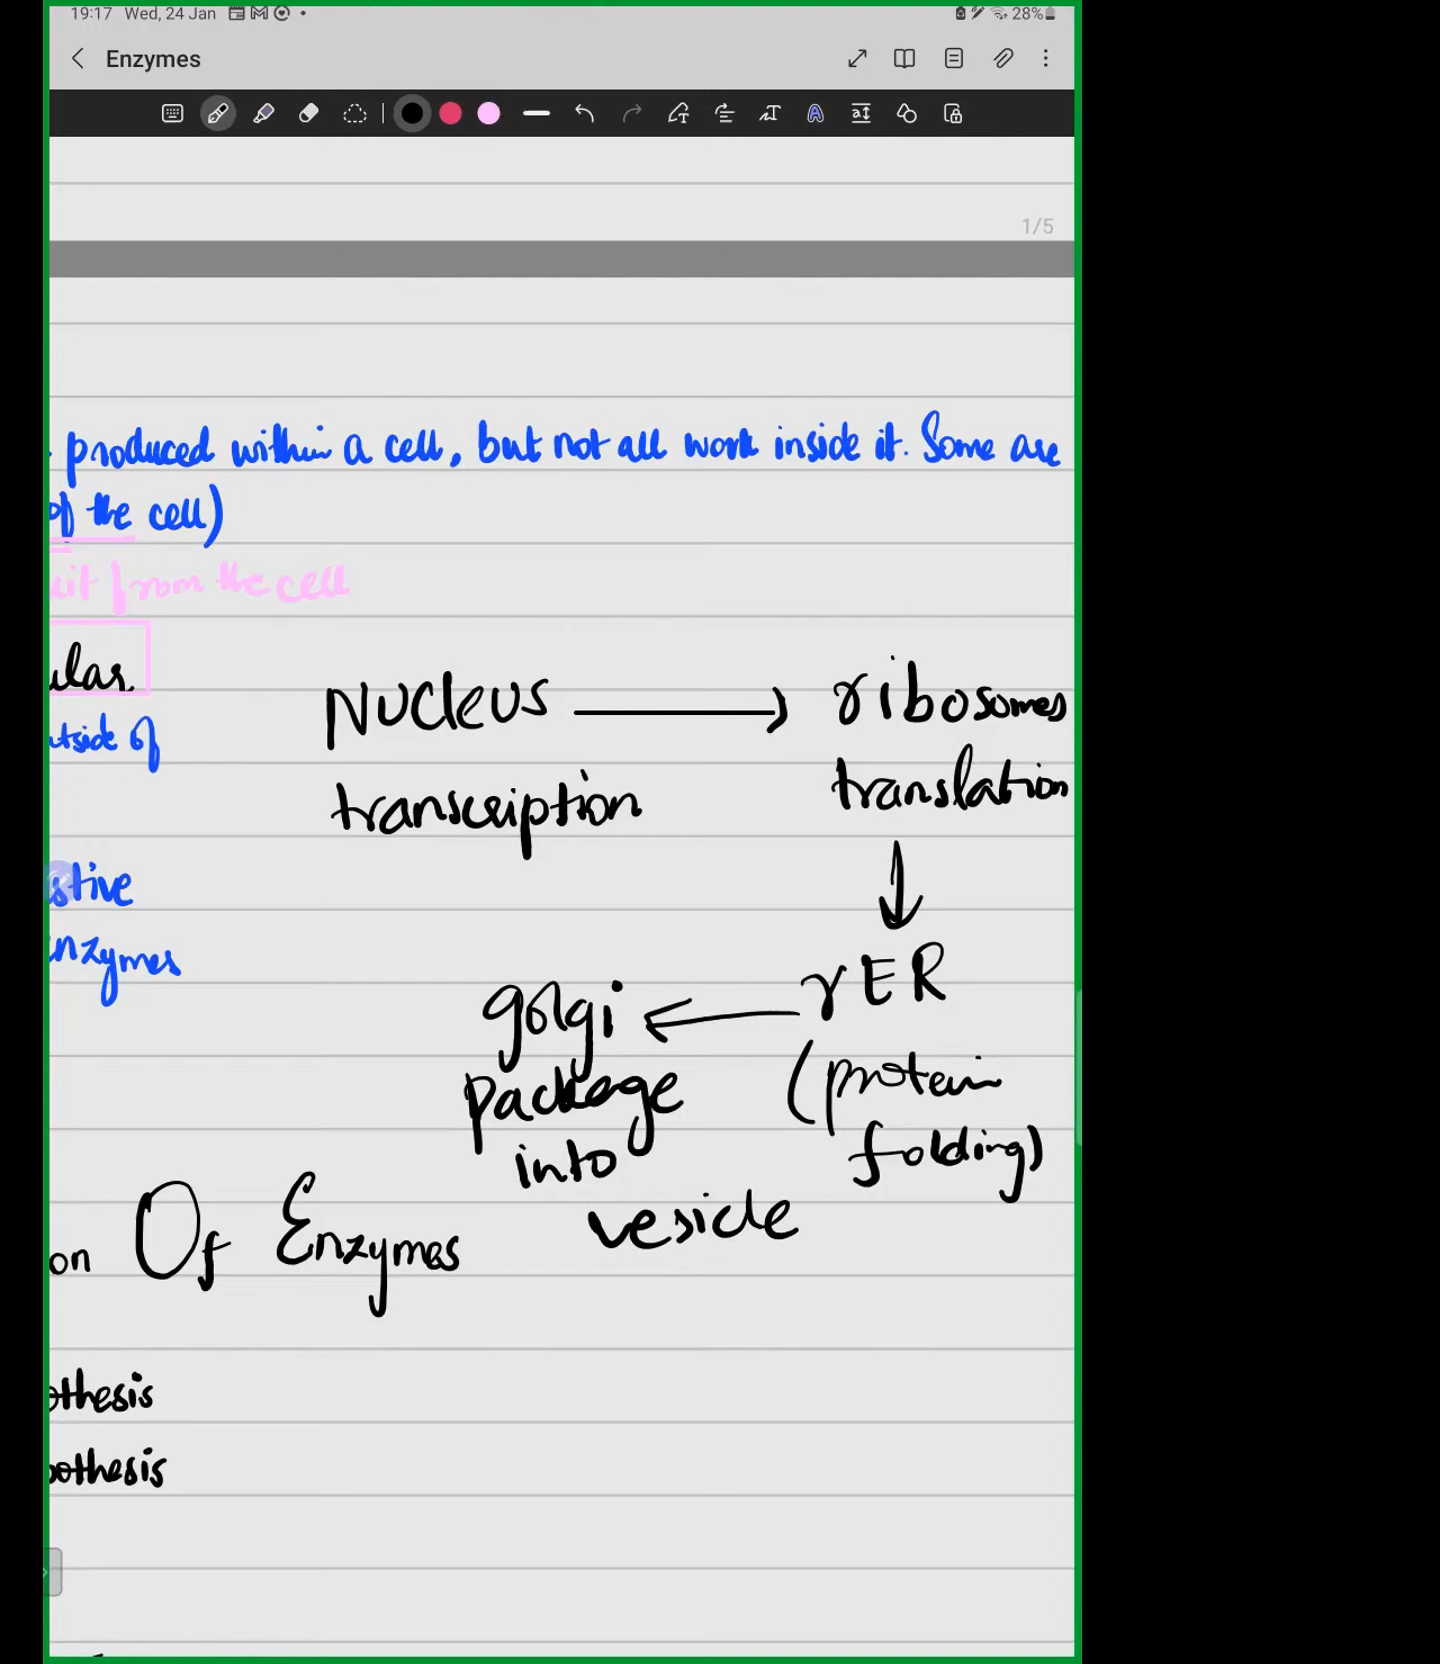 19:17 Wed, 24 Jan
28%
Enzymes
1/5
produced within a cell, but not all work inside it. Some are
of the cell)
from the cell
ular.
Nucleus → ribosomes
utside of
transcription
translation
↓
stive
nzymes
golgi ← rER
package
(protein
into
folding)
vesicle
on Of Enzymes
othesis
pothesis